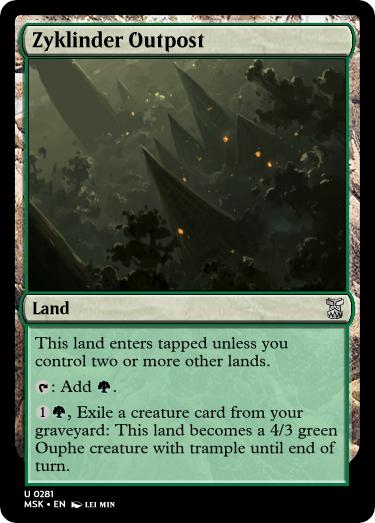 Zyklinder Outpost
Land
This land enters tapped unless you
control two or more other lands.
: Add .
1 , Exile a creature card from your
graveyard: This land becomes a 4/3 green
Ouphe creature with trample until end of
turn.
U 0281
MSK • EN LEI MIN